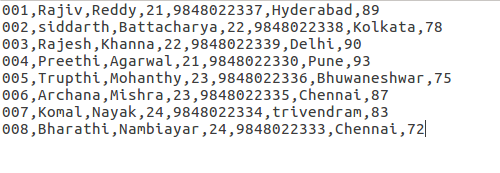 001,Rajiv,Reddy,21,9848022337,Hyderabad,89
002,siddarth,Battacharya,22,9848022338,Kolkata,78
003,Rajesh,Khanna,22,9848022339,Delhi,90
004,Preethi,Agarwal,21,9848022330,Pune,93
005,Trupthi,Mohanthy,23,9848022336,Bhuwaneshwar,75
006,Archana,Mishra,23,9848022335,Chennai,87
007,Komal,Nayak,24,9848022334,trivendram,83
008,Bharathi,Nambiayar,24,9848022333,Chennai,72